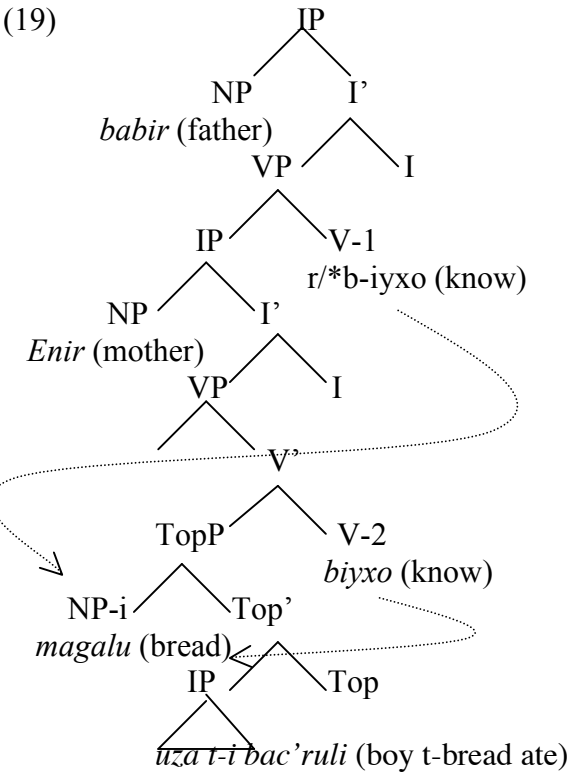 (19) IP
NP I’
babir (father)
VP I
IP V-1
r/*b-iyxo (know)
NP I’
Enir (mother)
VP I
V’
TopP V-2
biyxo (know)
NP-i Top’
magalu (bread)
IP Top
uza t-i bac’ruli (boy t-bread ate)